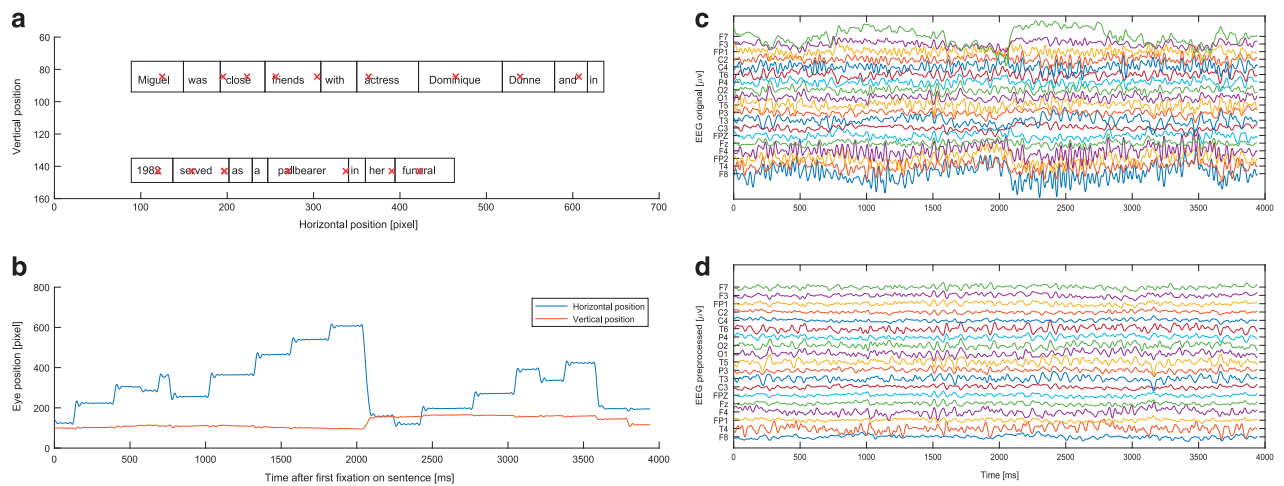 a
60
80
100
120
140
160
Vertical position
Miguel was close friends with actress Dominique Dunne and in
1982 served as a pallbearer in her funeral
0 100 200 300 400 500 600 700
Horizontal position [pixel]
b
800
600
400
200
0
Eye position [pixel]
Horizontal position
Vertical position
0 500 1000 1500 2000 2500 3000 3500 4000
Time after first fixation on sentence [ms]
c
EEG original [μv]
F7
F3
FP1
C2
C4
T6
P4
O2
O1
T5
P3
T3
C3
FPZ
Fz
F4
FP2
T4
F8
0 500 1000 1500 2000 2500 3000 3500 4000
d
EEG preprocessed [μv]
F7
F3
FP1
C2
C4
T6
P4
O2
O1
T5
P3
T3
C3
FPZ
Fz
F4
FP1
T4
F8
0 500 1000 1500 2000 2500 3000 3500 4000
Time [ms]